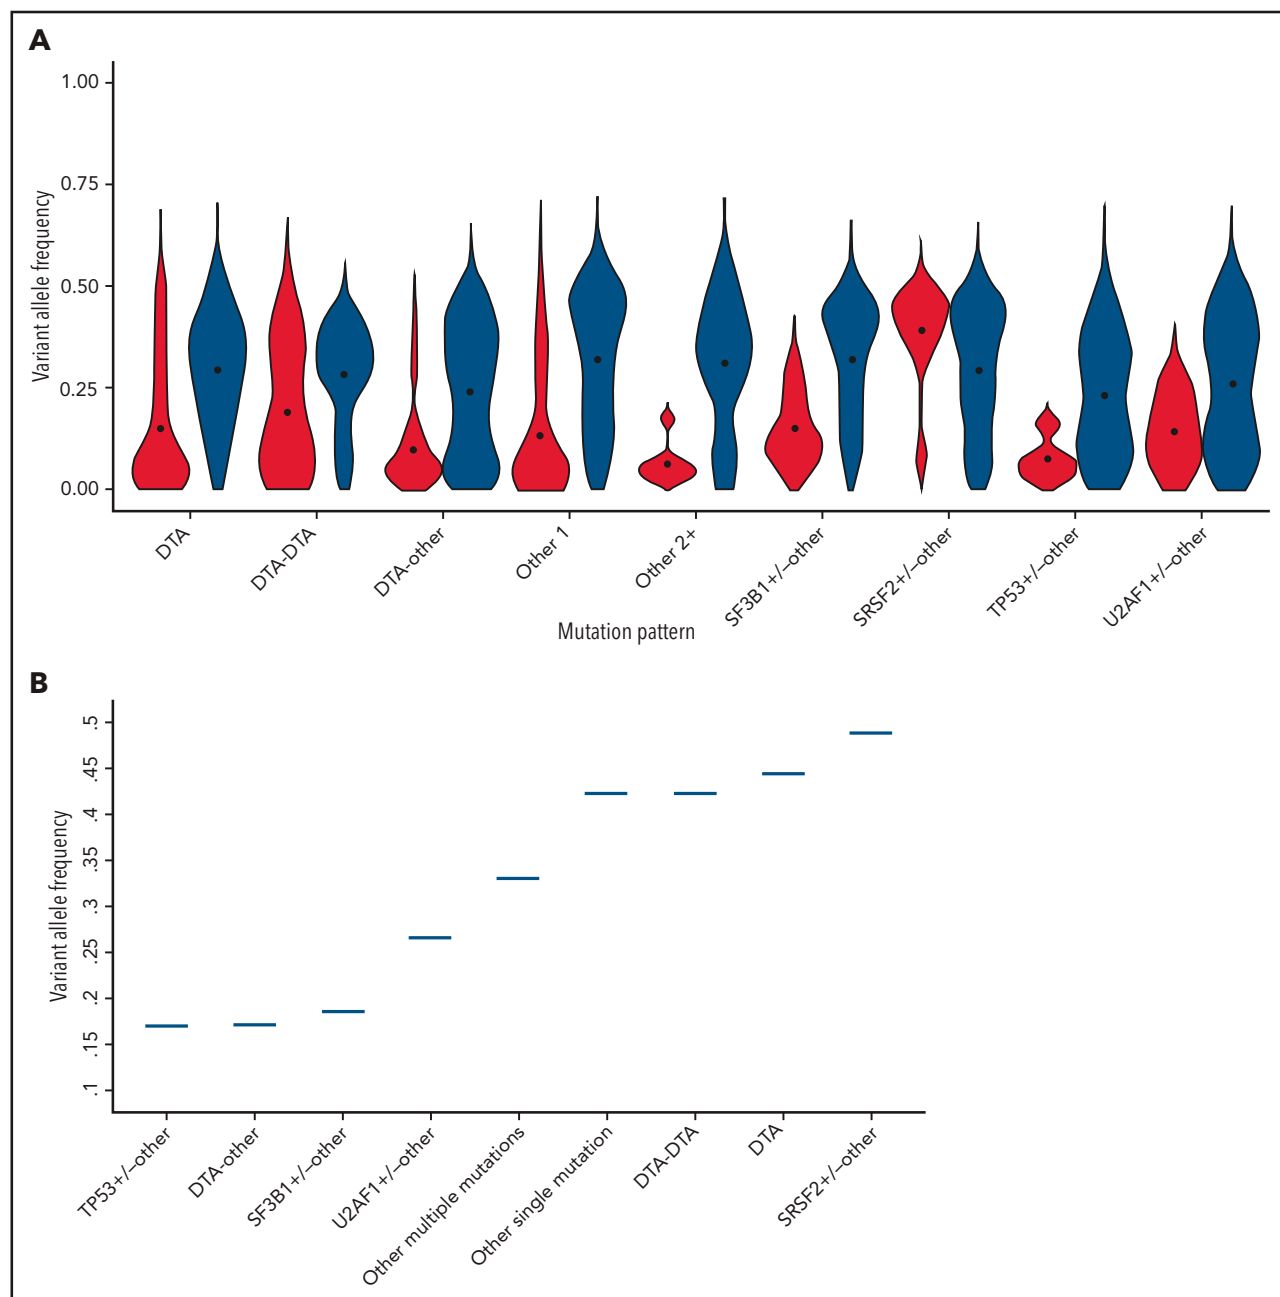 A
1.00
0.75
0.50
0.25
0.00
Variant allele frequency
DTA
DTA-DTA
DTA-other
Other 1
Other 2+
SF3B1+/–other
SRSF2+/–other
TP53+/–other
U2AF1+/–other
Mutation pattern
B
.5
.45
.4
.35
.3
.25
.2
.15
.1
Variant allele frequency
TP53+/–other
DTA-other
SF3B1+/–other
U2AF1+/–other
Other multiple mutations
Other single mutation
DTA-DTA
DTA
SRSF2+/–other